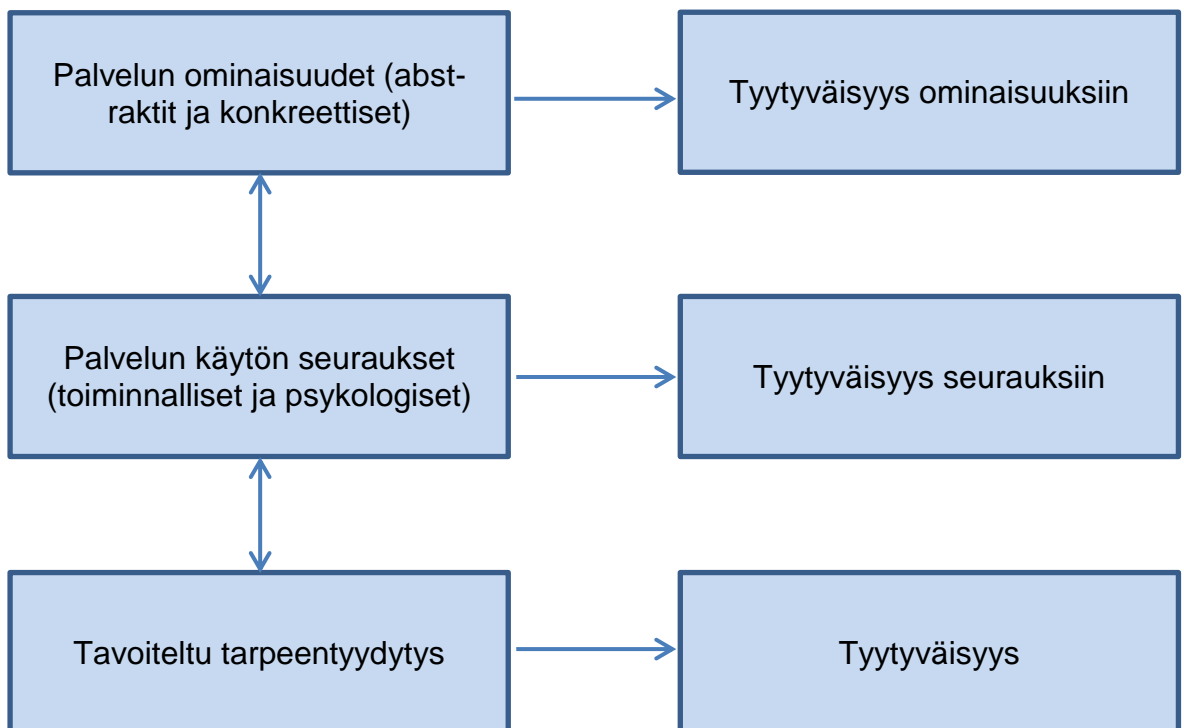 Palvelun ominaisuudet (abst-
raktit ja konkreettiset)
Tyytyväisyys ominaisuuksiin
Palvelun käytön seuraukset
(toiminnalliset ja psykologiset)
Tyytyväisyys seurauksiin
Tavoiteltu tarpeentyydytys
Tyytyväisyys